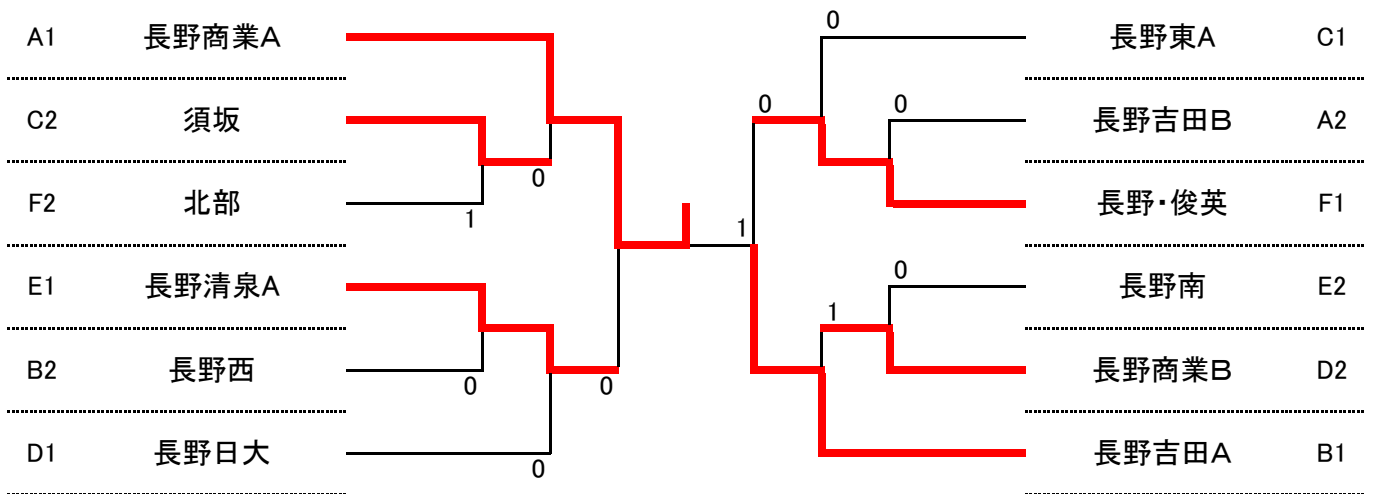 A1 長野商業A
C2 須坂
F2 北部
E1 長野清泉A
B2 長野西
D1 長野日大
0
1
0
0
0
1
0
0
0
0
1
長野東A C1
長野吉田B A2
長野・俊英 F1
長野南 E2
長野商業B D2
長野吉田A B1